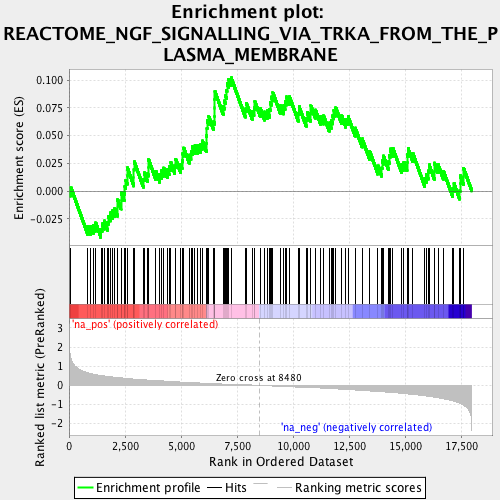 Enrichment plot:
REACTOME_NGF_SIGNALLING_VIA_TRKA_FROM_THE_P
LASMA_MEMBRANE
Enrichment score (ES)
0.100
0.075
0.050
0.025
0.000
-0.025
Ranked list metric (PreRanked)
'na_pos' (positively correlated)
3
2
1
0
-1
-2
Zero cross at 8480
'na_neg' (negatively correlated)
0
2,500
5,000
7,500
10,000
12,500
15,000
17,500
Rank in Ordered Dataset
Enrichment profile
Hits
Ranking metric scores